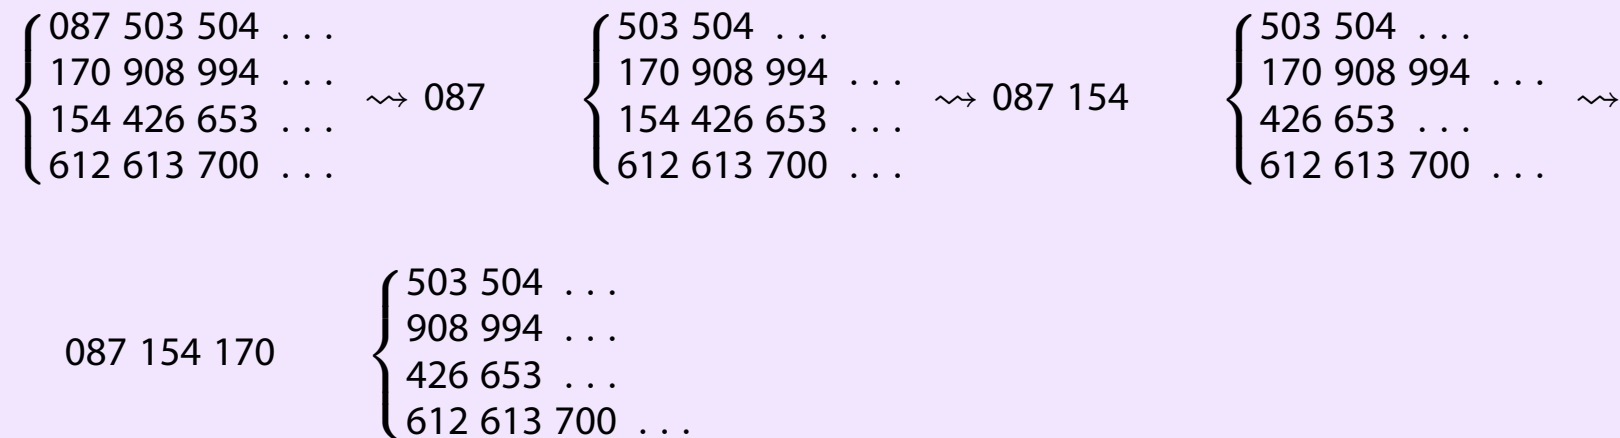 087 503 504 . . .
170 908 994 . . .
154 426 653 . . .
612 613 700 . . .
⇝ 087
503 504 . . .
170 908 994 . . .
154 426 653 . . .
612 613 700 . . .
⇝ 087 154
503 504 . . .
170 908 994 . . .
426 653 . . .
612 613 700 . . .
⇝
087 154 170
503 504 . . .
908 994 . . .
426 653 . . .
612 613 700 . . .